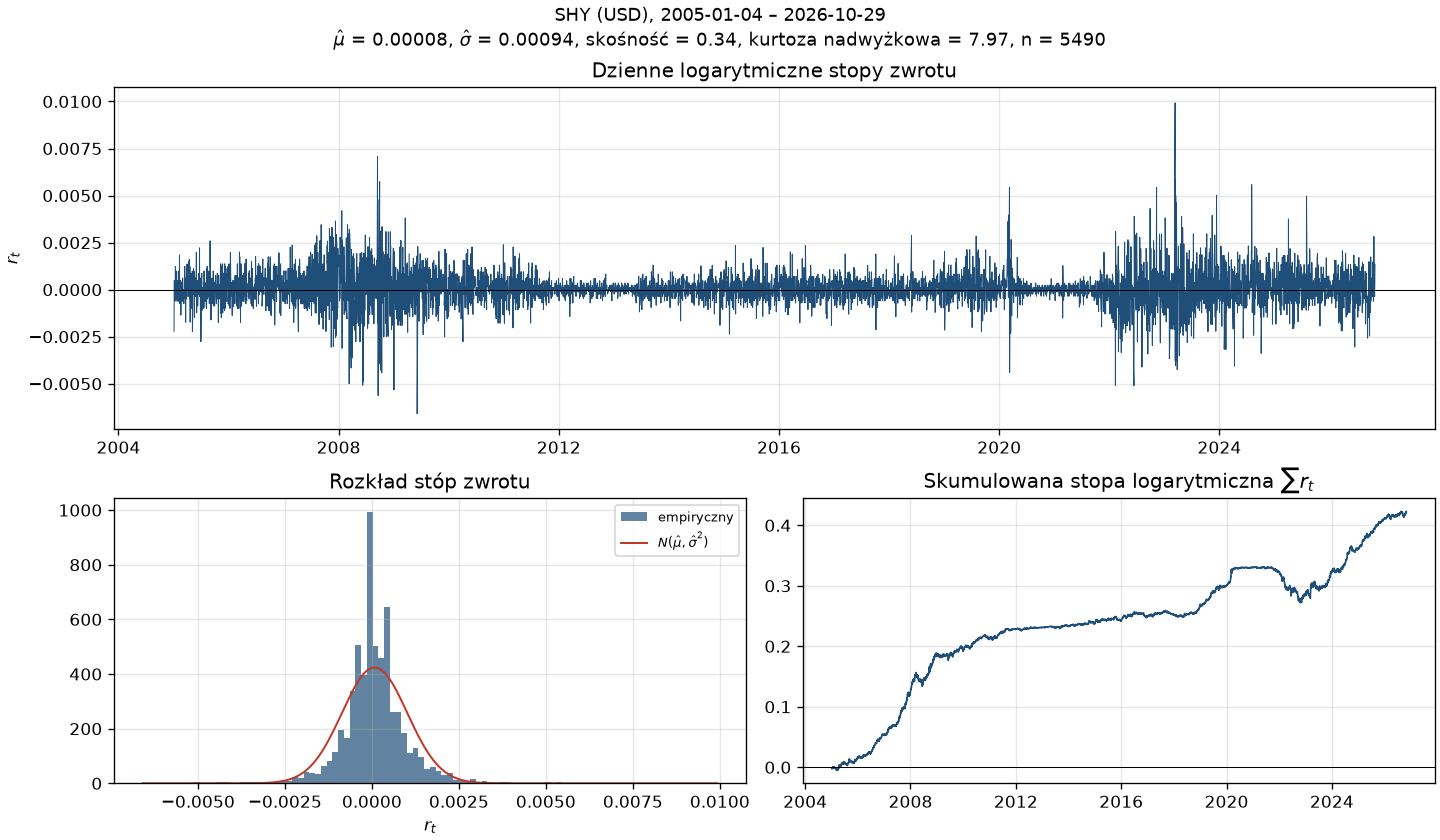 SHY (USD), 2005-01-04 – 2026-10-29
μ̂ = 0.00008, σ̂ = 0.00094, skośność = 0.34, kurtoza nadwyżkowa = 7.97, n = 5490
Dzienne logarytmiczne stopy zwrotu
0.0100
0.0075
0.0050
0.0025
0.0000
−0.0025
−0.0050
r_t
2004 2008 2012 2016 2020 2024
Rozkład stóp zwrotu
1000
800
600
400
200
0
empiryczny
N(μ̂, σ̂²)
−0.0050 −0.0025 0.0000 0.0025 0.0050 0.0075 0.0100
r_t
Skumulowana stopa logarytmiczna ∑r_t
0.4
0.3
0.2
0.1
0.0
2004 2008 2012 2016 2020 2024